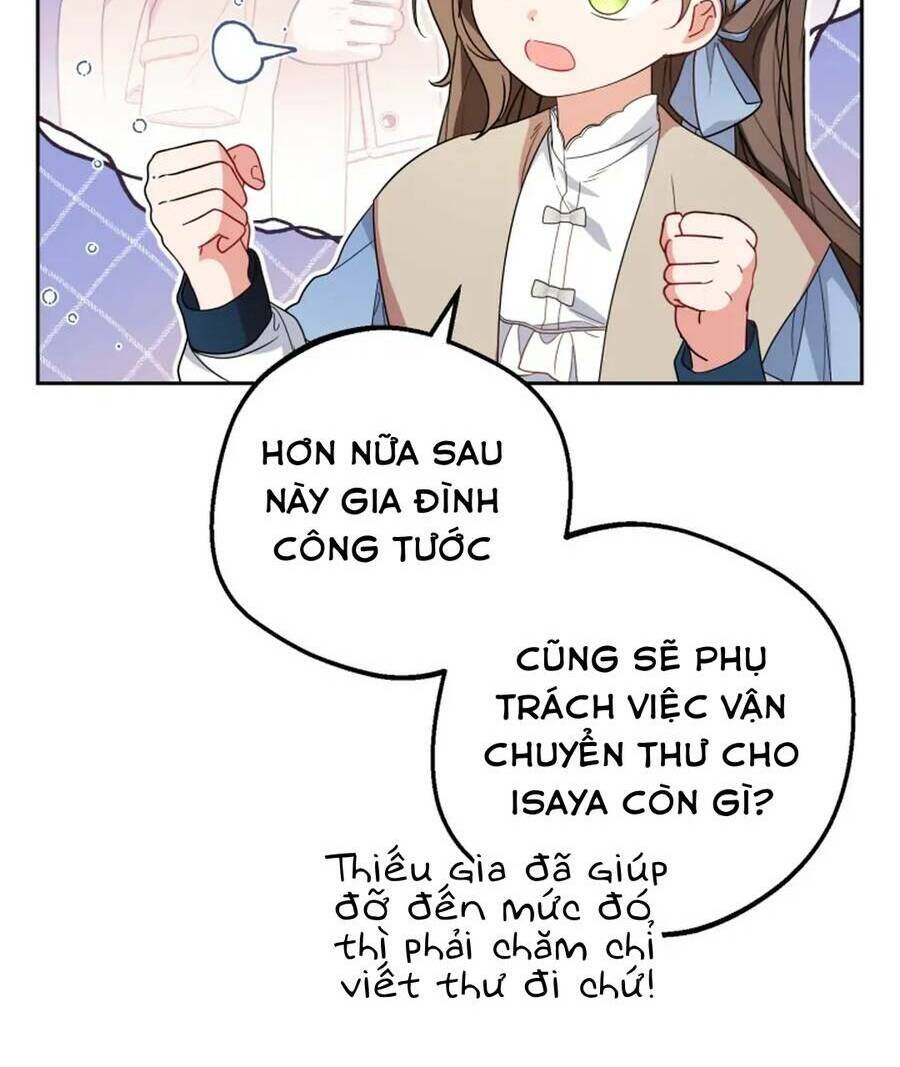 HƠN NỮA SAU
NÀY GIA ĐÌNH
CÔNG TƯỚC
CŨNG SẼ PHỤ
TRÁCH VIỆC VẬN
CHUYỂN THƯ CHO
ISAYA CÒN GÌ?
Thiếu Gia đã giúp
đỡ đến mức đó,
thì phải chăm chỉ
viết thư đi chứ!